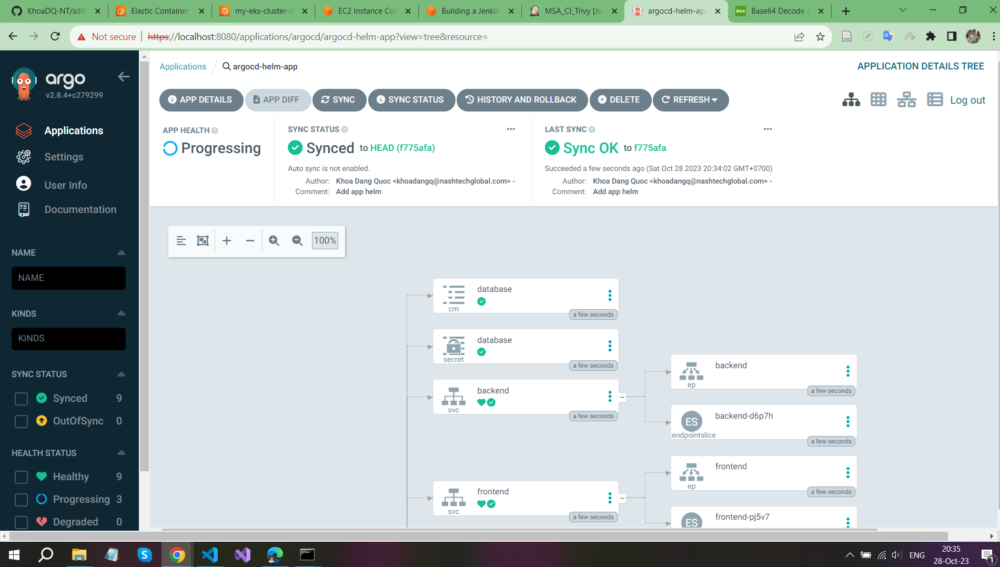 KhoaDQ-NT/sd4
Elastic Container
my-eks-cluster-d
EC2 Instance Con
Building a Jenkin
MSA_CI_Trivy [Je
argocd-helm-app
B64
Base64 Decode a
Not secure
https://localhost:8080/applications/argocd/argocd-helm-app?view=tree&resource=
argo
v2.8.4+c279299
Applications
Settings
User Info
Documentation
NAME
NAME
KINDS
KINDS
SYNC STATUS
Synced 9
OutOfSync 0
HEALTH STATUS
Healthy 9
Progressing 3
Degraded 0
Applications / argocd-helm-app
APPLICATION DETAILS TREE
APP DETAILS
APP DIFF
SYNC
SYNC STATUS
HISTORY AND ROLLBACK
DELETE
REFRESH
Log out
APP HEALTH
Progressing
SYNC STATUS
Synced to HEAD (f775afa)
Auto sync is not enabled.
Author: Khoa Dang Quoc <khoadangq@nashtechglobal.com> -
Comment: Add app helm
LAST SYNC
Sync OK to f775afa
Succeeded a few seconds ago (Sat Oct 28 2023 20:34:02 GMT+0700)
Author: Khoa Dang Quoc <khoadangq@nashtechglobal.com> -
Comment: Add app helm
100%
database
cm
a few seconds
database
secret
a few seconds
backend
svc
a few seconds
backend
ep
a few seconds
ES
backend-d6p7h
endpointslice
a few seconds
frontend
svc
a few seconds
frontend
ep
a few seconds
ES
frontend-pj5v7
ENG
20:35
28-Oct-23
1